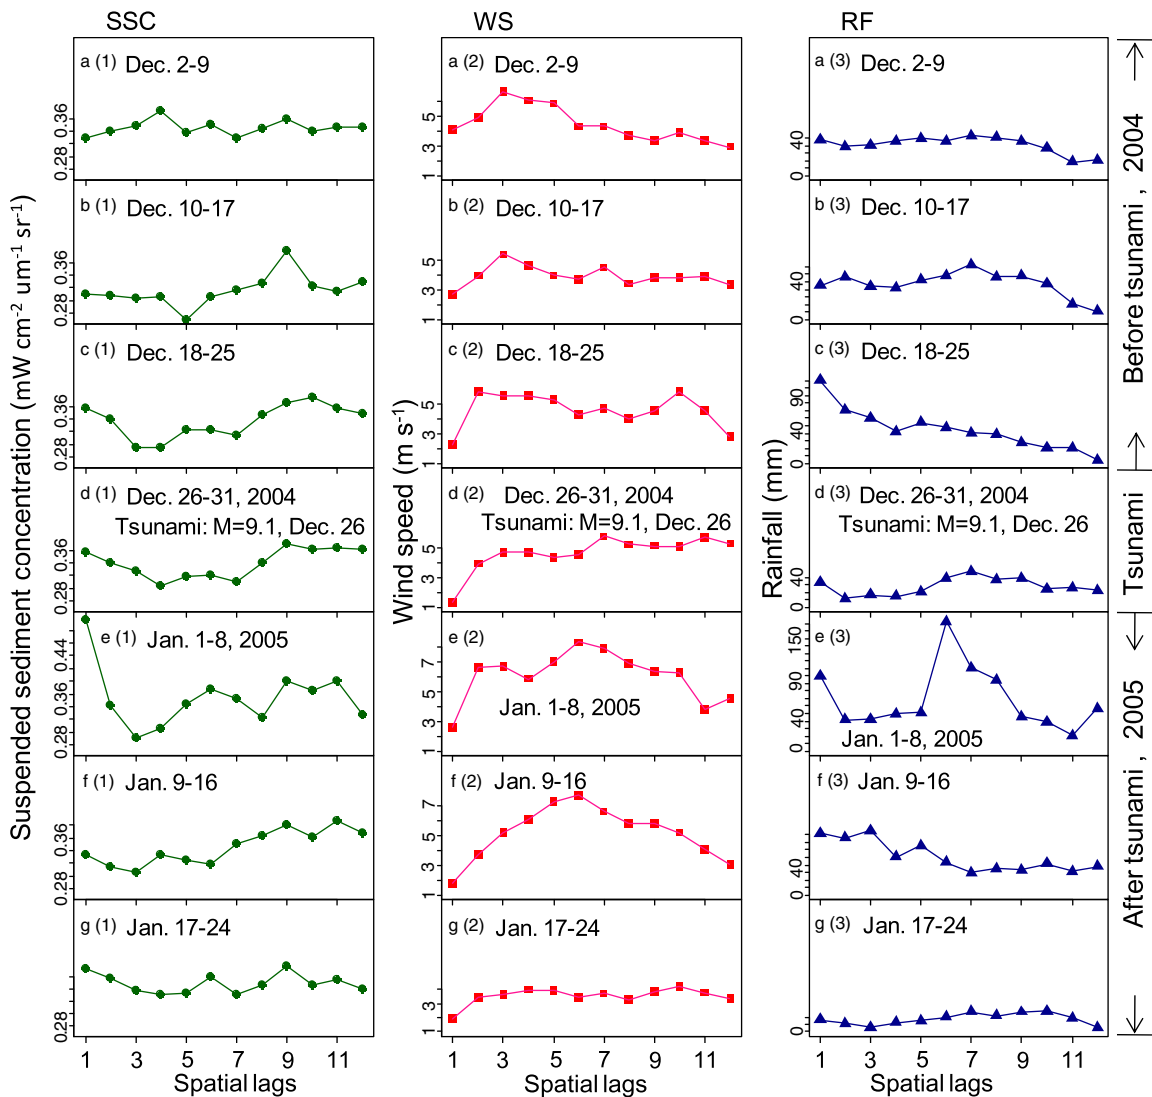 SSC WS RF
a (1) Dec. 2-9
0.28 0.36
a (2) Dec. 2-9
1 3 5
a (3) Dec. 2-9
0 40
b (1) Dec. 10-17
0.28 0.36
b (2) Dec. 10-17
1 3 5
b (3) Dec. 10-17
0 40
c (1) Dec. 18-25
0.28 0.36
c (2) Dec. 18-25
1 3 5
c (3) Dec. 18-25
0 40 90
d (1) Dec. 26-31, 2004
Tsunami: M=9.1, Dec. 26
0.28 0.36
d (2) Dec. 26-31, 2004
Tsunami: M=9.1, Dec. 26
1 3 5
d (3) Dec. 26-31, 2004
Tsunami: M=9.1, Dec. 26
0 40
e (1) Jan. 1-8, 2005
0.28 0.36 0.44
e (2)
Jan. 1-8, 2005
1 3 5 7
e (3)
Jan. 1-8, 2005
0 40 90 150
f (1) Jan. 9-16
0.28 0.36
f (2) Jan. 9-16
1 3 5 7
f (3) Jan. 9-16
0 40
g (1) Jan. 17-24
0.28
g (2) Jan. 17-24
1 3
g (3) Jan. 17-24
0
1 3 5 7 9 11
Spatial lags
1 3 5 7 9 11
Spatial lags
1 3 5 7 9 11
Spatial lags
Suspended sediment concentration (mW cm⁻² um⁻¹ sr⁻¹)
Wind speed (m s⁻¹)
Rainfall (mm)
Before tsunami , 2004
Tsunami
After tsunami , 2005